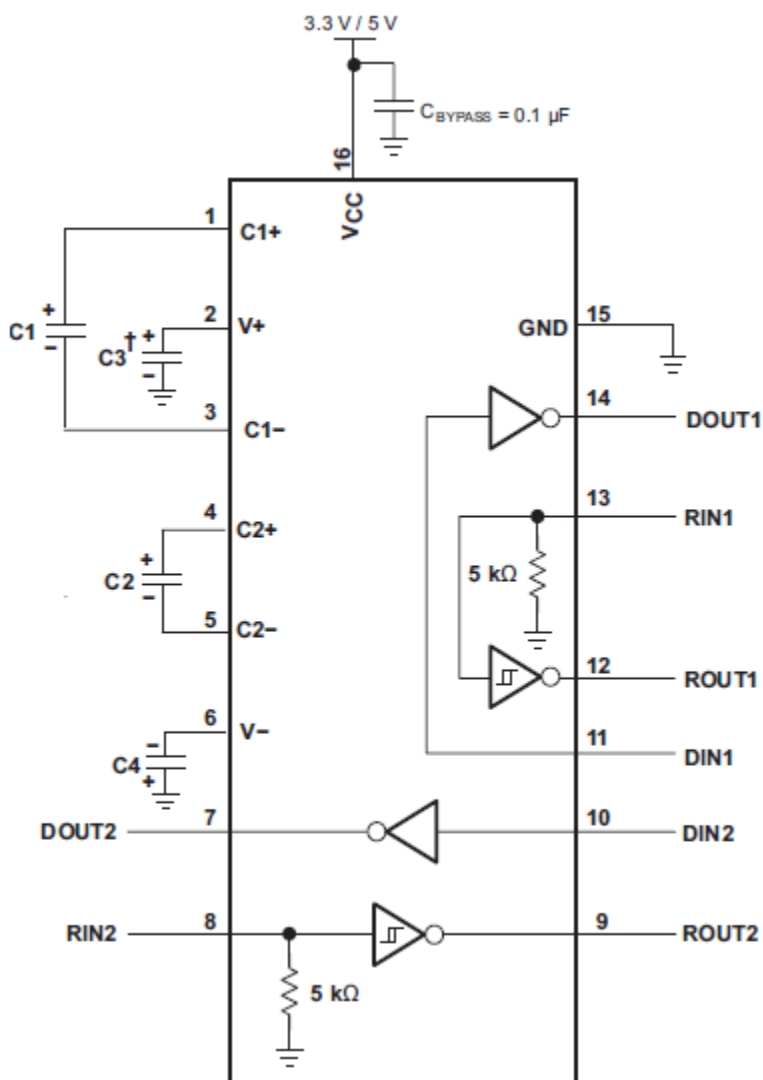 3.3 V / 5 V
CBYPASS = 0.1 µF
16
VCC
1
C1+
+
C1
−
2
V+
C3†
+
−
15
GND
3
C1−
14
DOUT1
13
RIN1
4
C2+
+
C2
−
5 kΩ
5
C2−
12
ROUT1
6
V−
−
C4
+
11
DIN1
DOUT2
7
10
DIN2
RIN2
8
9
ROUT2
5 kΩ